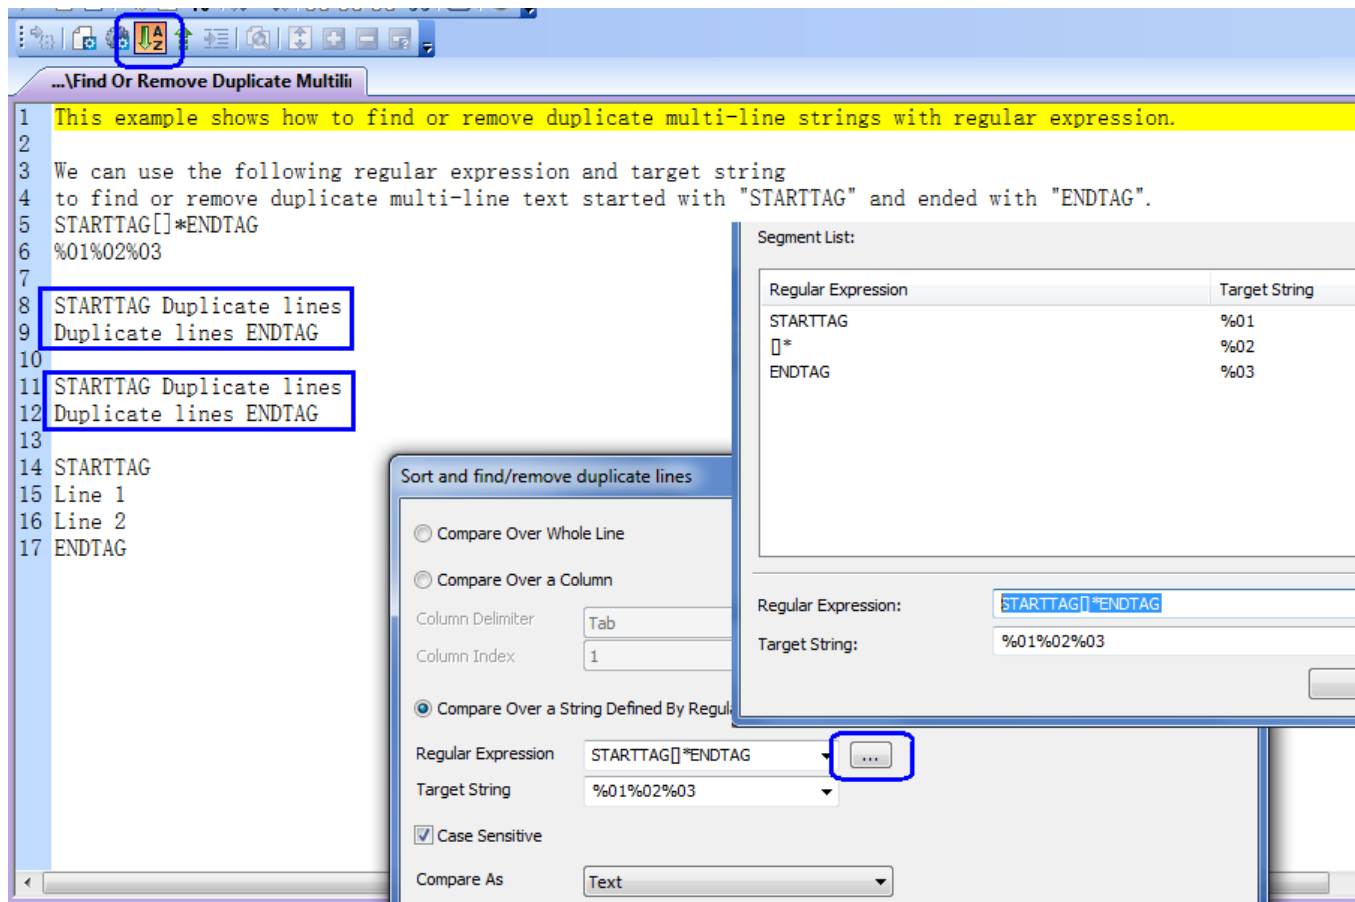 ...\Find Or Remove Duplicate Multili
1 This example shows how to find or remove duplicate multi-line strings with regular expression.
2
3 We can use the following regular expression and target string
4 to find or remove duplicate multi-line text started with "STARTTAG" and ended with "ENDTAG".
5 STARTTAG[]*ENDTAG
6 %01%02%03
7
8 STARTTAG Duplicate lines
9 Duplicate lines ENDTAG
10
11 STARTTAG Duplicate lines
12 Duplicate lines ENDTAG
13
14 STARTTAG
15 Line 1
16 Line 2
17 ENDTAG
Segment List:
Regular Expression Target String
STARTTAG %01
[]* %02
ENDTAG %03
Regular Expression: STARTTAG[]*ENDTAG
Target String: %01%02%03
Sort and find/remove duplicate lines
Compare Over Whole Line
Compare Over a Column
Column Delimiter Tab
Column Index 1
Compare Over a String Defined By Regul
Regular Expression STARTTAG[]*ENDTAG ...
Target String %01%02%03
Case Sensitive
Compare As Text